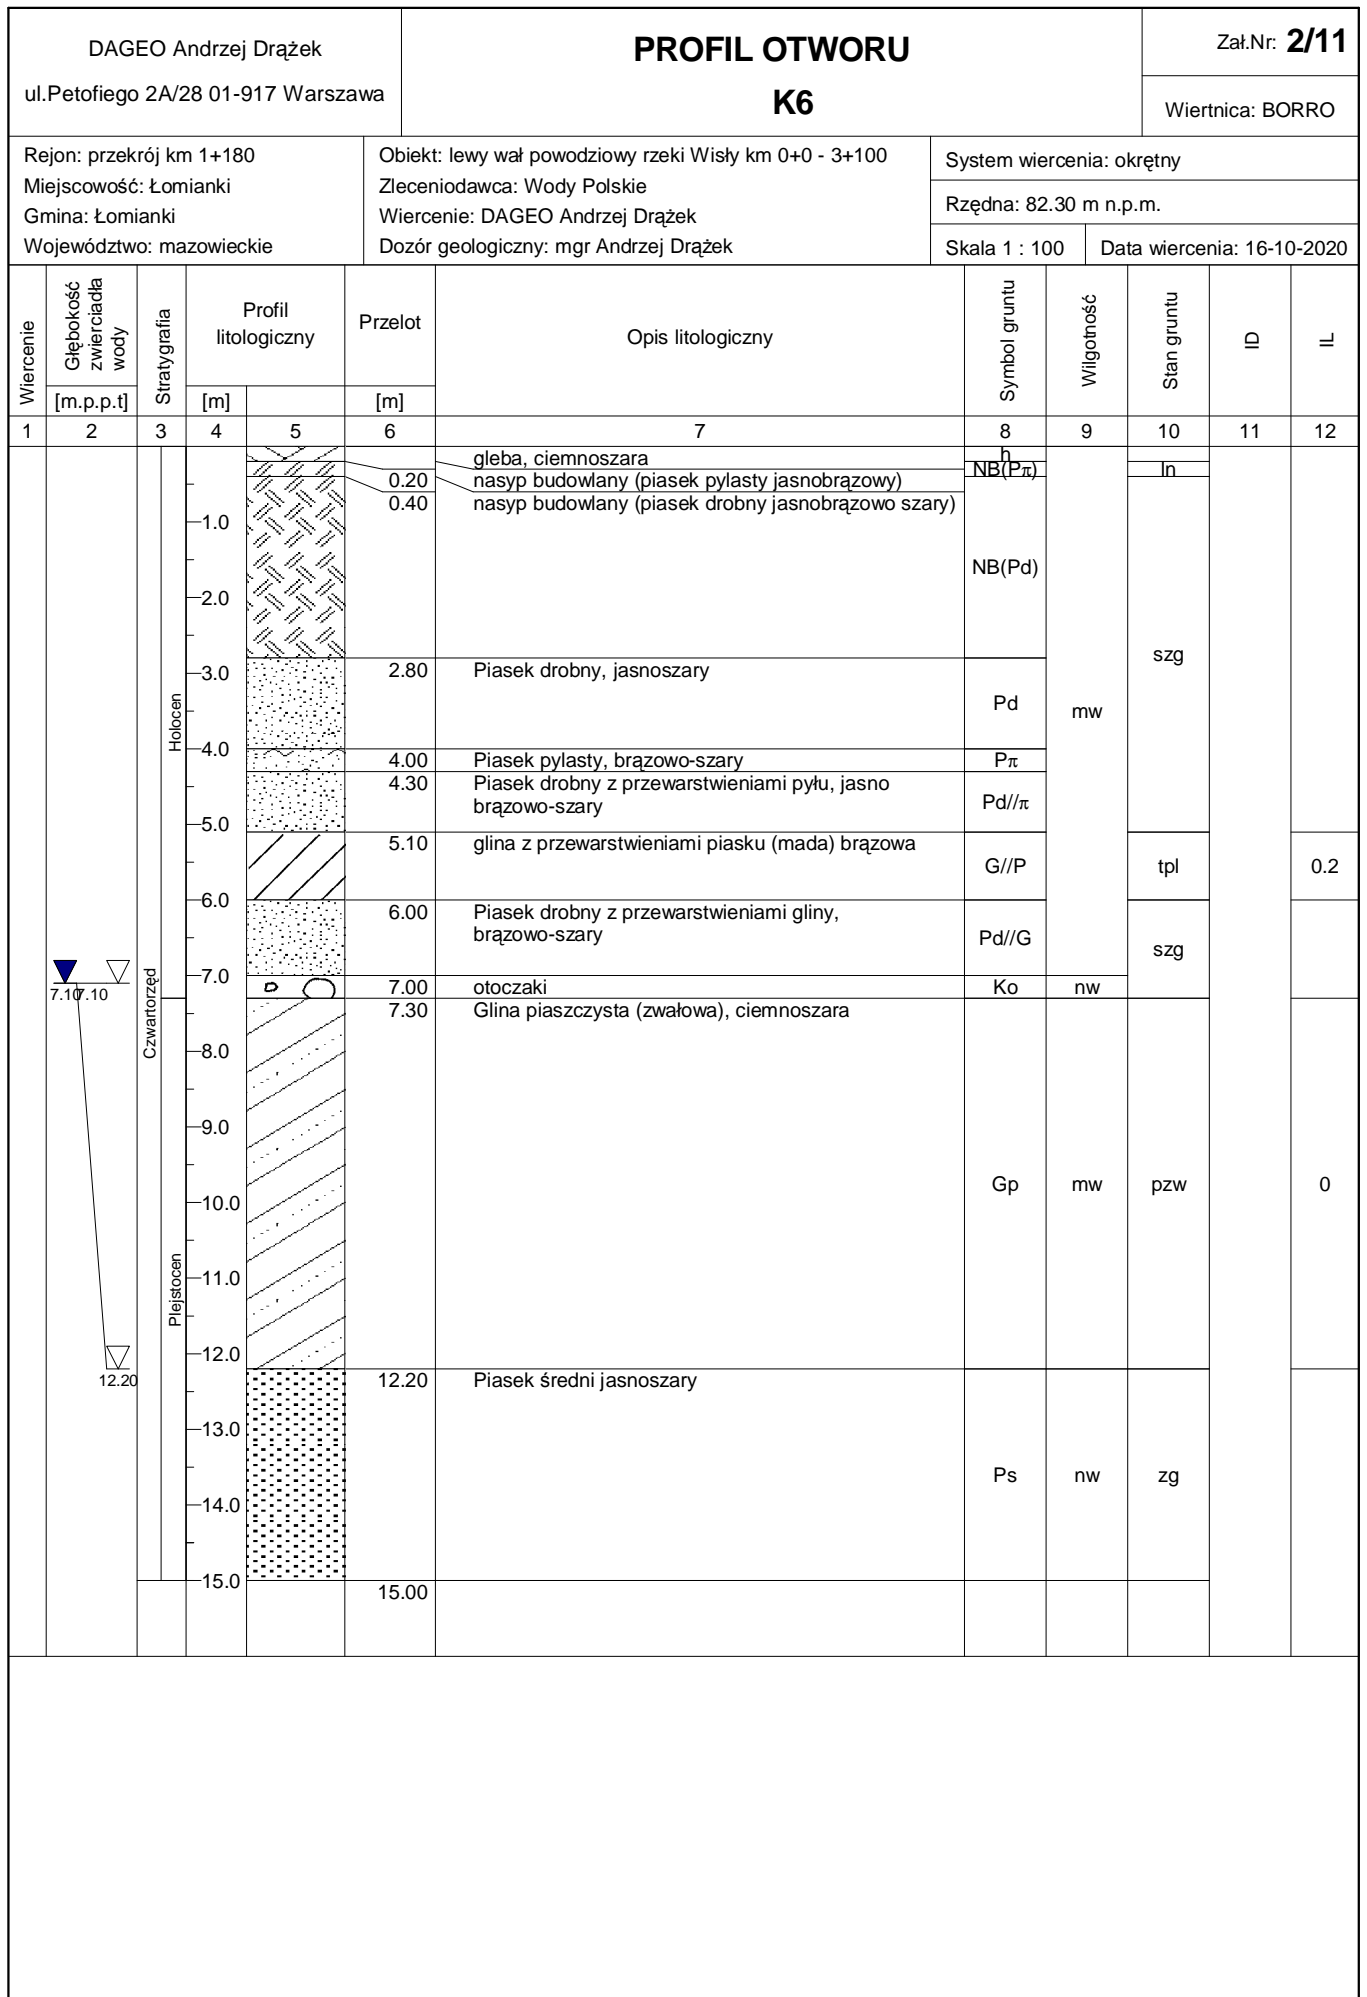 DAGEO Andrzej Drążek
ul.Petofiego 2A/28 01-917 Warszawa
PROFIL OTWORU
K6
Zał.Nr: 2/11
Wiertnica: BORRO
Rejon: przekrój km 1+180
Miejscowość: Łomianki
Gmina: Łomianki
Województwo: mazowieckie
Obiekt: lewy wał powodziowy rzeki Wisły km 0+0 - 3+100
Zleceniodawca: Wody Polskie
Wiercenie: DAGEO Andrzej Drążek
Dozór geologiczny: mgr Andrzej Drążek
System wiercenia: okrętny
Rzędna: 82.30 m n.p.m.
Skala 1 : 100
Data wiercenia: 16-10-2020
Wiercenie
Głębokość
zwierciadła
wody
[m.p.p.t]
Stratygrafia
Profil
litologiczny
[m]
Przelot
[m]
Opis litologiczny
Symbol gruntu
Wilgotność
Stan gruntu
ID
IL
1 2 3 4 5 6 7 8 9 10 11 12
gleba, ciemnoszara h
0.20 nasyp budowlany (piasek pylasty jasnobrązowy) NB(Pπ) ln
0.40 nasyp budowlany (piasek drobny jasnobrązowo szary)
1.0
NB(Pd)
2.0
szg
3.0 2.80 Piasek drobny, jasnoszary
Pd mw
Holocen
4.0 4.00 Piasek pylasty, brązowo-szary Pπ
4.30 Piasek drobny z przewarstwieniami pyłu, jasno
brązowo-szary Pd//π
5.0
5.10 glina z przewarstwieniami piasku (mada) brązowa
G//P tpl 0.2
6.0 6.00 Piasek drobny z przewarstwieniami gliny,
brązowo-szary Pd//G
szg
7.0 7.00 otoczaki Ko nw
7.10 7.10
7.30 Glina piaszczysta (zwałowa), ciemnoszara
Czwartorzęd
8.0
9.0
10.0 Gp mw pzw 0
11.0
Plejstocen
12.0
12.20 12.20 Piasek średni jasnoszary
13.0
Ps nw zg
14.0
15.0 15.00